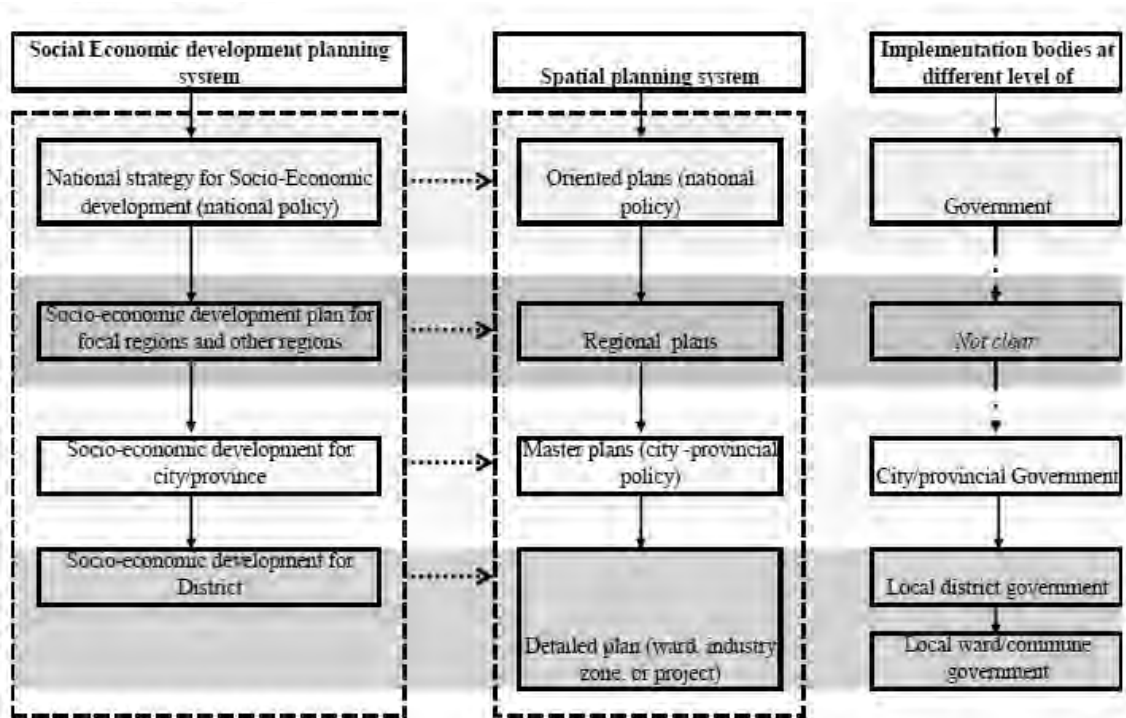 Social Economic development planning
system
Spatial planning system
Implementation bodies at
different level of
National strategy for Socio-Economic
development (national policy)
Oriented plans (national
policy)
Government
Socio-economic development plan for
focal regions and other regions
Regional plans
Not clear
Socio-economic development for
city/province
Master plans (city -provincial
policy)
City/provincial Government
Socio-economic development for
District
Detailed plan (ward, industry
zone, or project)
Local district government
Local ward/commune
government